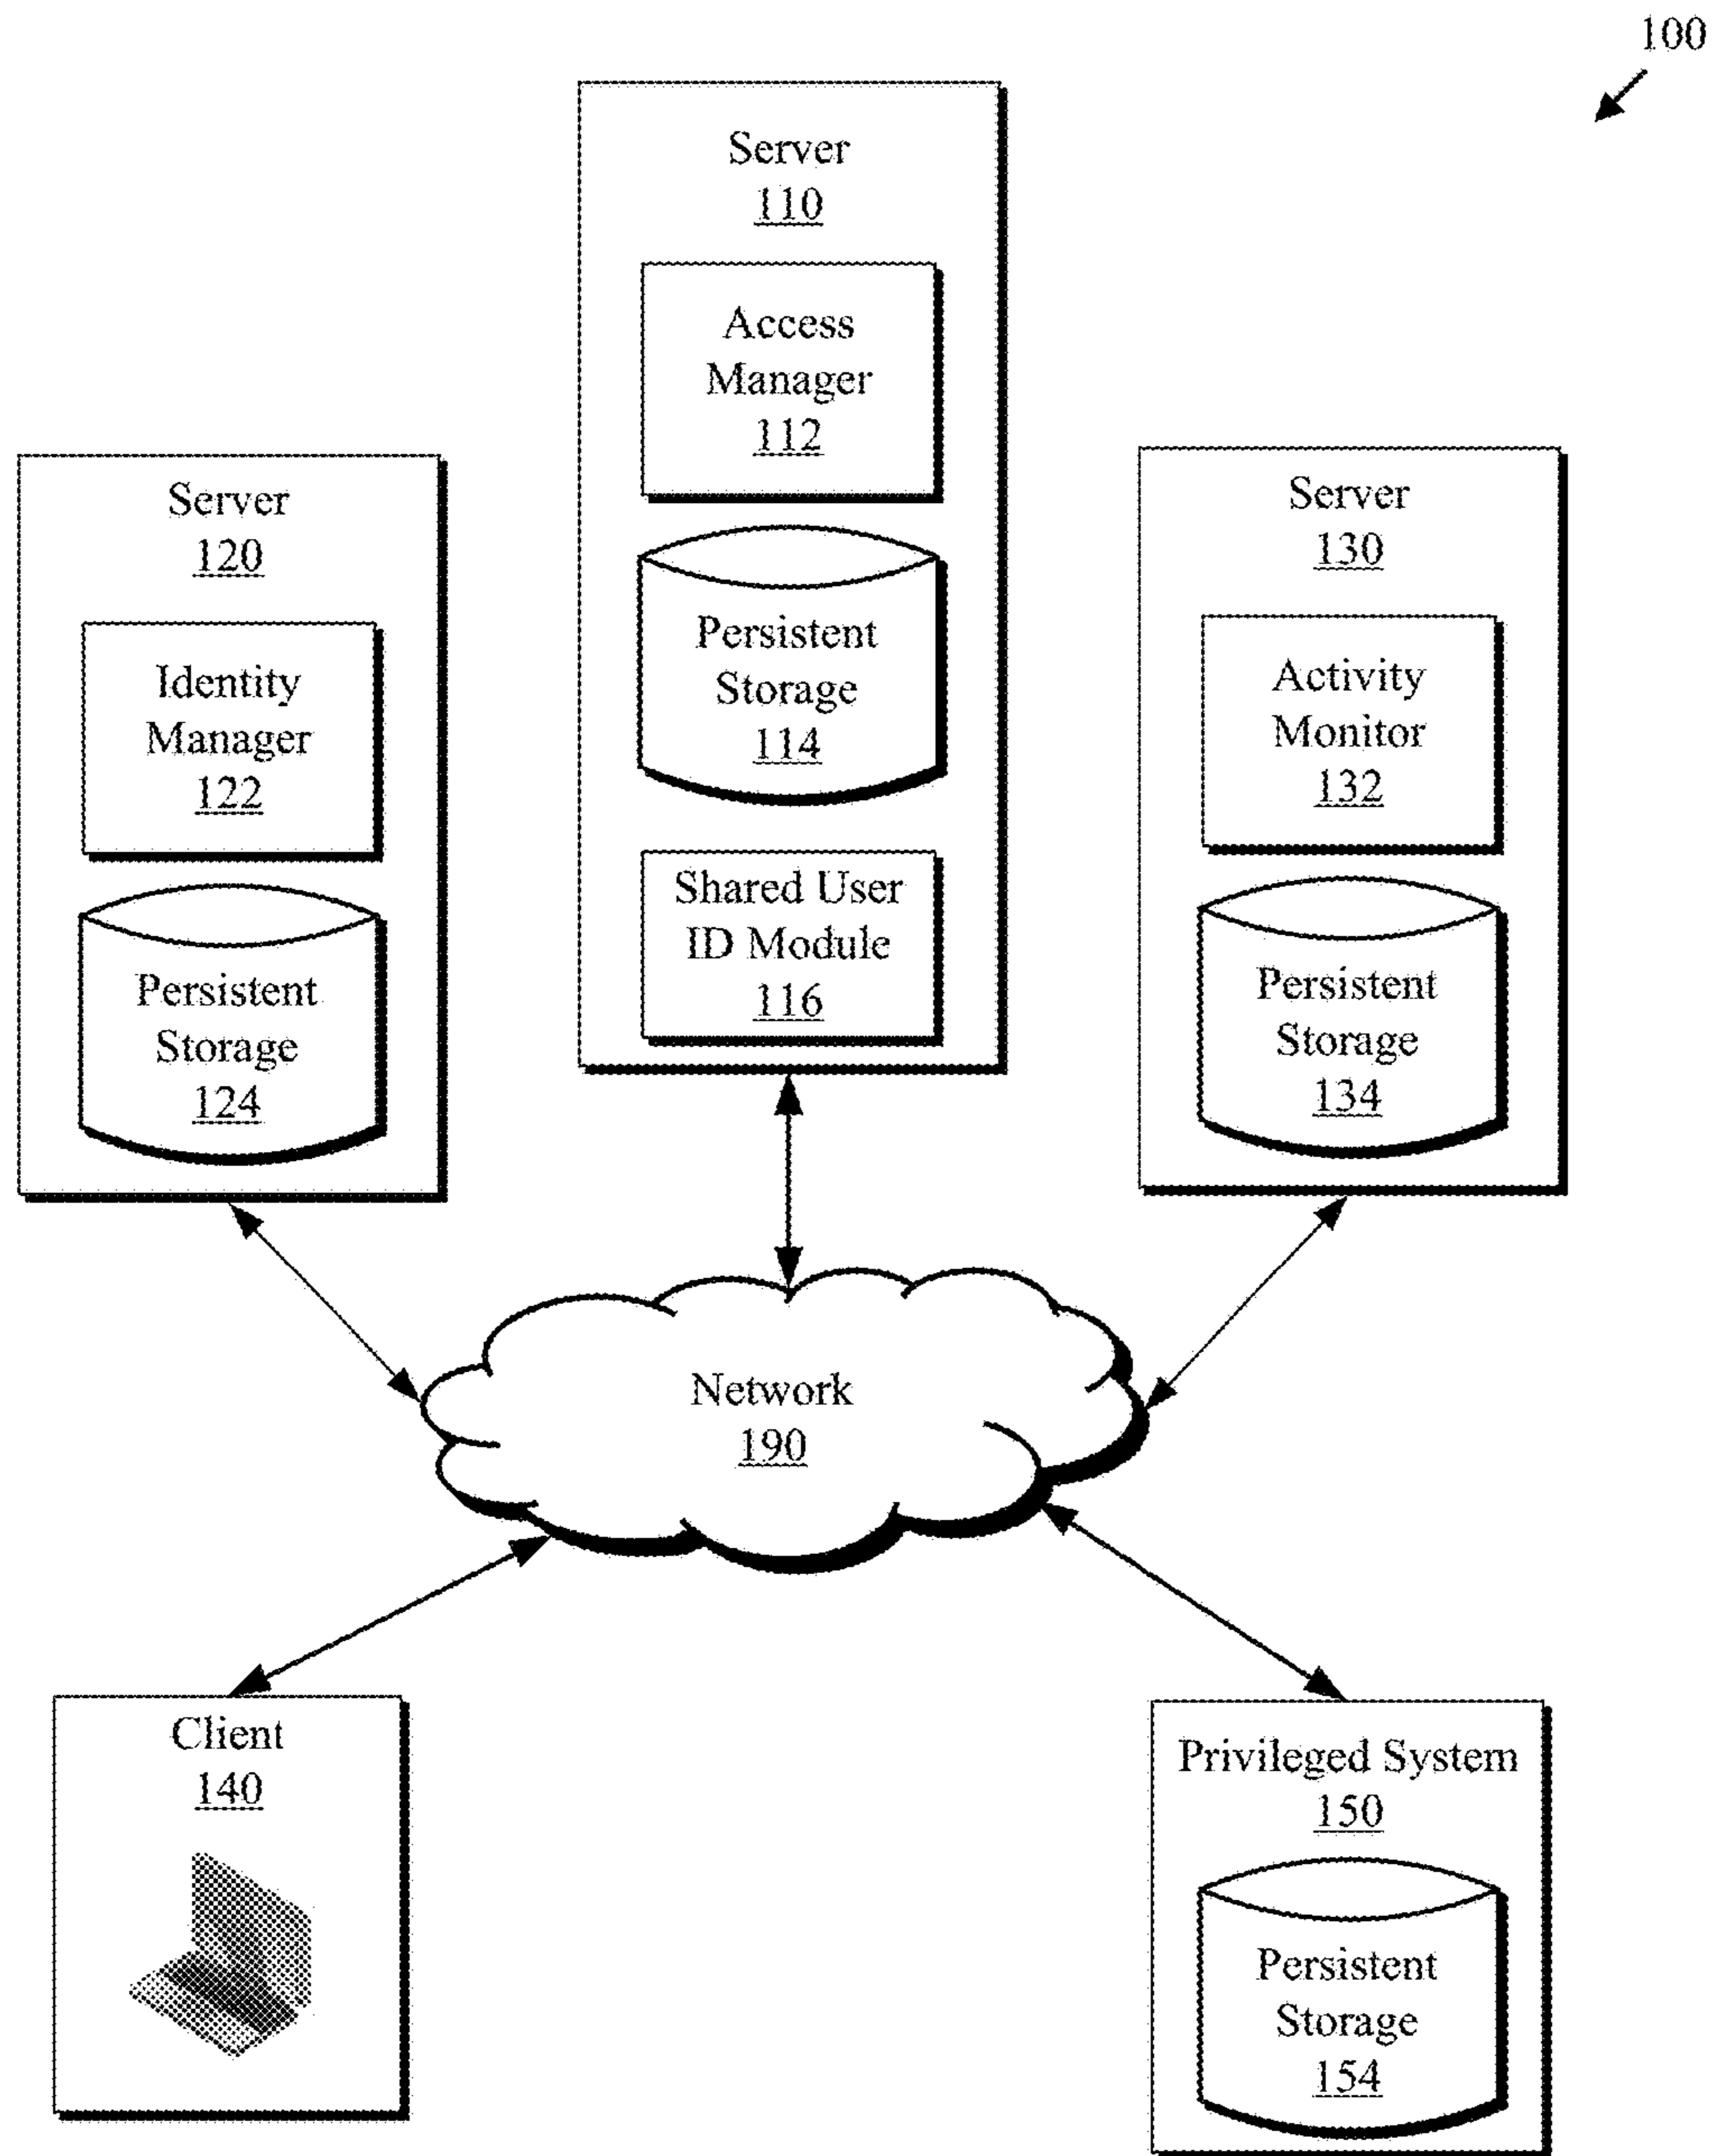 100
Server
110
Access
Manager
112
Persistent
Storage
114
Shared User
ID Module
116
Server
120
Identity
Manager
122
Persistent
Storage
124
Server
130
Activity
Monitor
132
Persistent
Storage
134
Network
190
Client
140
Privileged System
150
Persistent
Storage
154